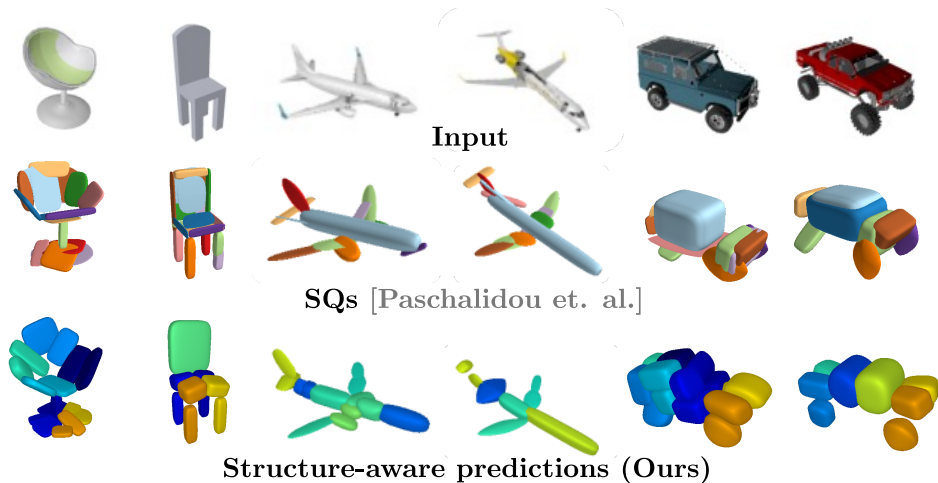 Input
SQs [Paschalidou et. al.]
Structure-aware predictions (Ours)